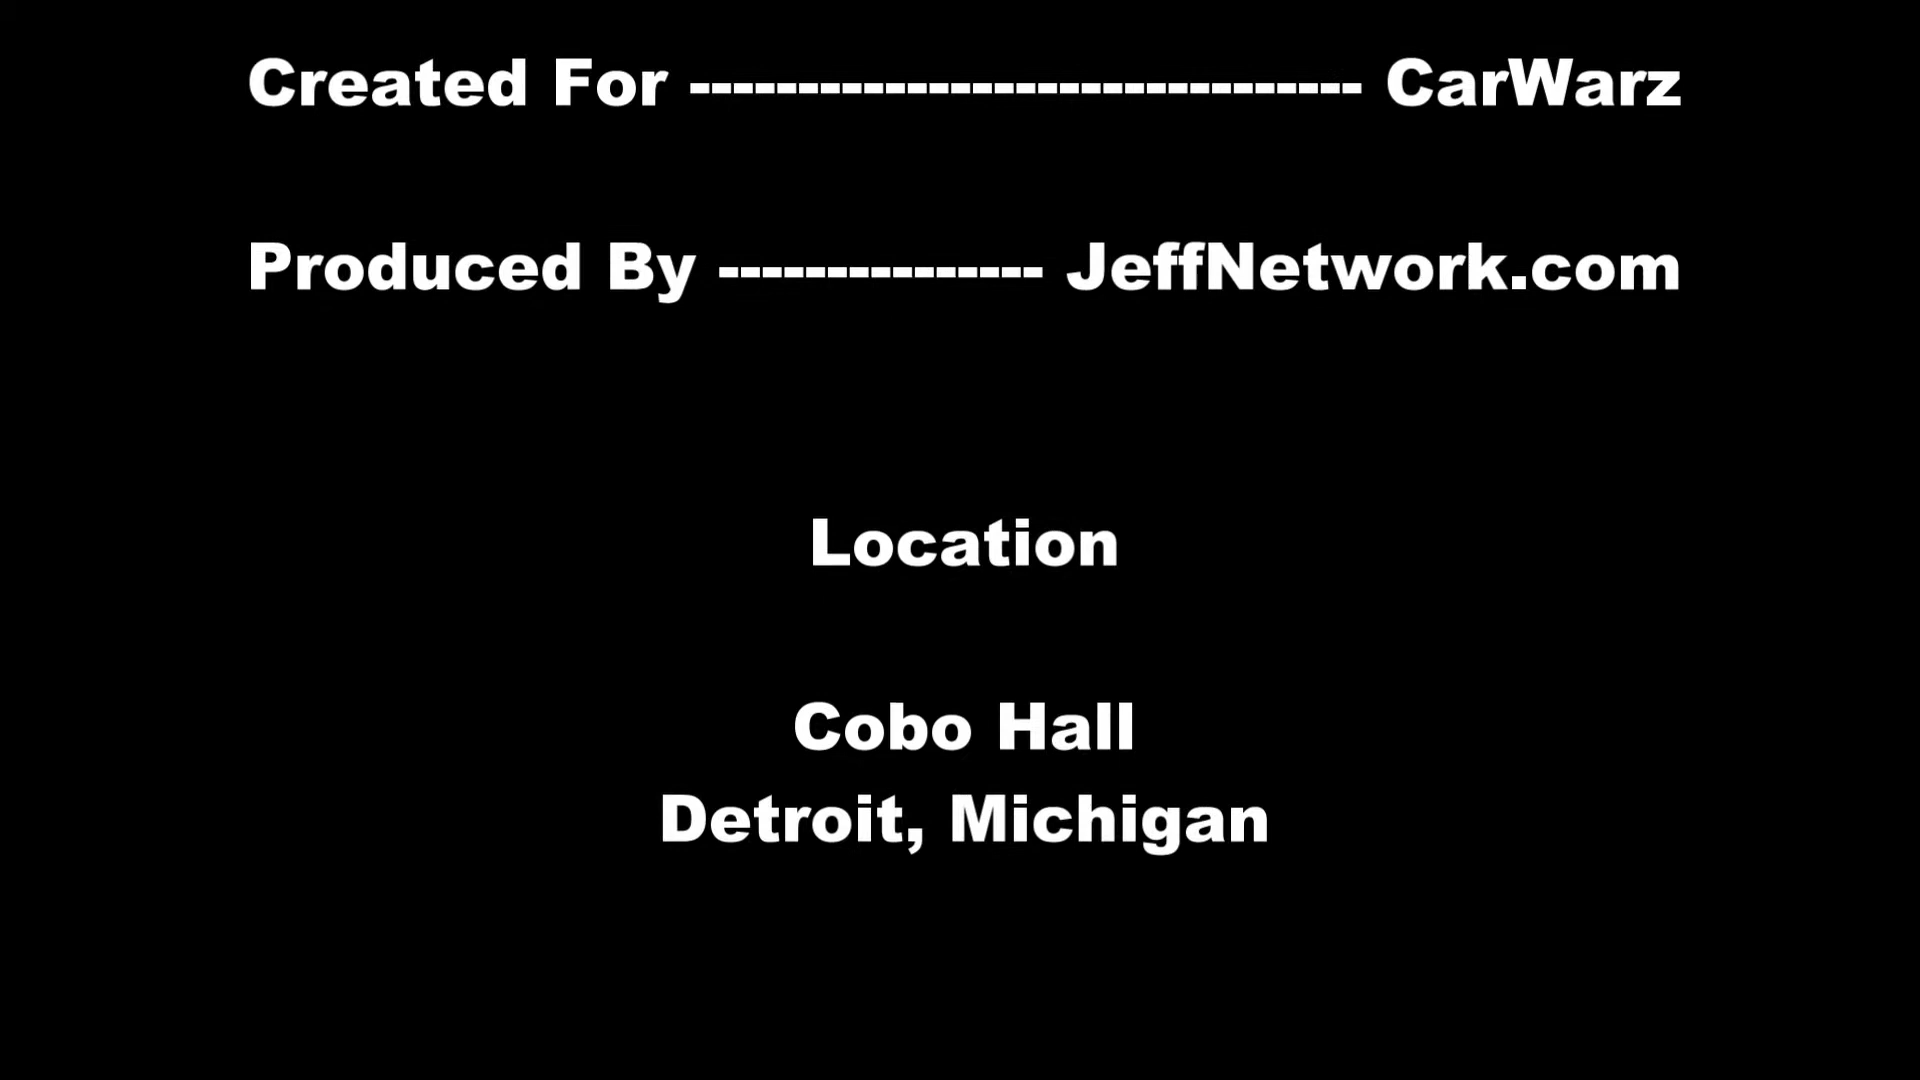 Created For ------------------------------- CarWarz
Produced By --------------- JeffNetwork.com
Location
Cobo Hall
Detroit, Michigan